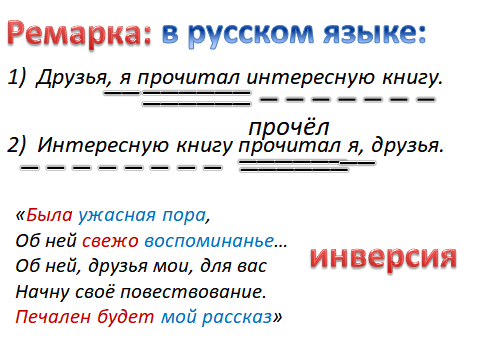 Ремарка: в русском языке:
1) Друзья, я прочитал интересную книгу.
прочёл
2) Интересную книгу прочитал я, друзья.
«Была ужасная пора,
Об ней свежо воспоминанье…
Об ней, друзья мои, для вас
Начну своё повествование.
Печален будет мой рассказ»
инверсия